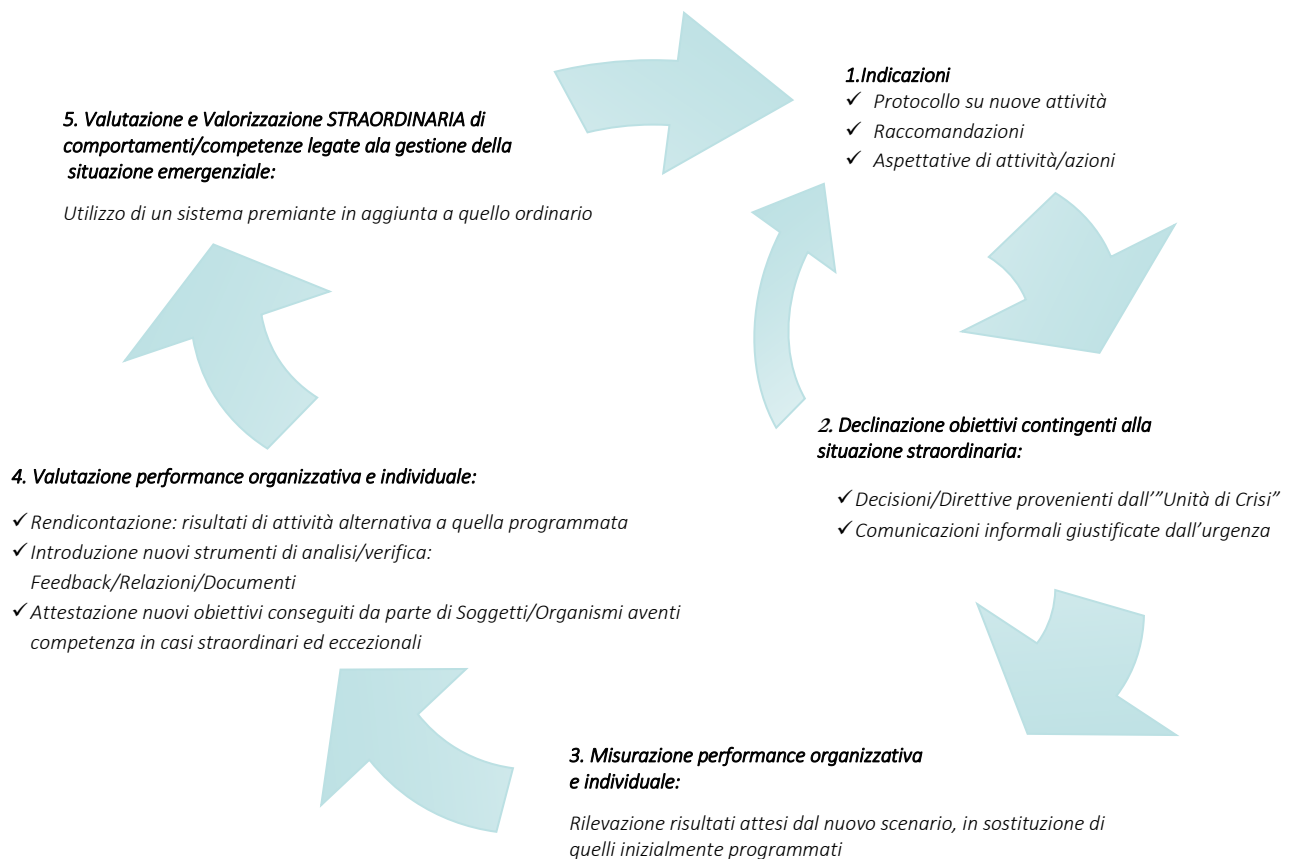 1.Indicazioni
✓ Protocollo su nuove attività
✓ Raccomandazioni
✓ Aspettative di attività/azioni
2. Declinazione obiettivi contingenti alla
situazione straordinaria:
✓ Decisioni/Direttive provenienti dall’”Unità di Crisi”
✓ Comunicazioni informali giustificate dall’urgenza
3. Misurazione performance organizzativa
e individuale:
Rilevazione risultati attesi dal nuovo scenario, in sostituzione di
quelli inizialmente programmati
4. Valutazione performance organizzativa e individuale:
✓ Rendicontazione: risultati di attività alternativa a quella programmata
✓ Introduzione nuovi strumenti di analisi/verifica:
Feedback/Relazioni/Documenti
✓ Attestazione nuovi obiettivi conseguiti da parte di Soggetti/Organismi aventi
competenza in casi straordinari ed eccezionali
5. Valutazione e Valorizzazione STRAORDINARIA di
comportamenti/competenze legate ala gestione della
situazione emergenziale:
Utilizzo di un sistema premiante in aggiunta a quello ordinario